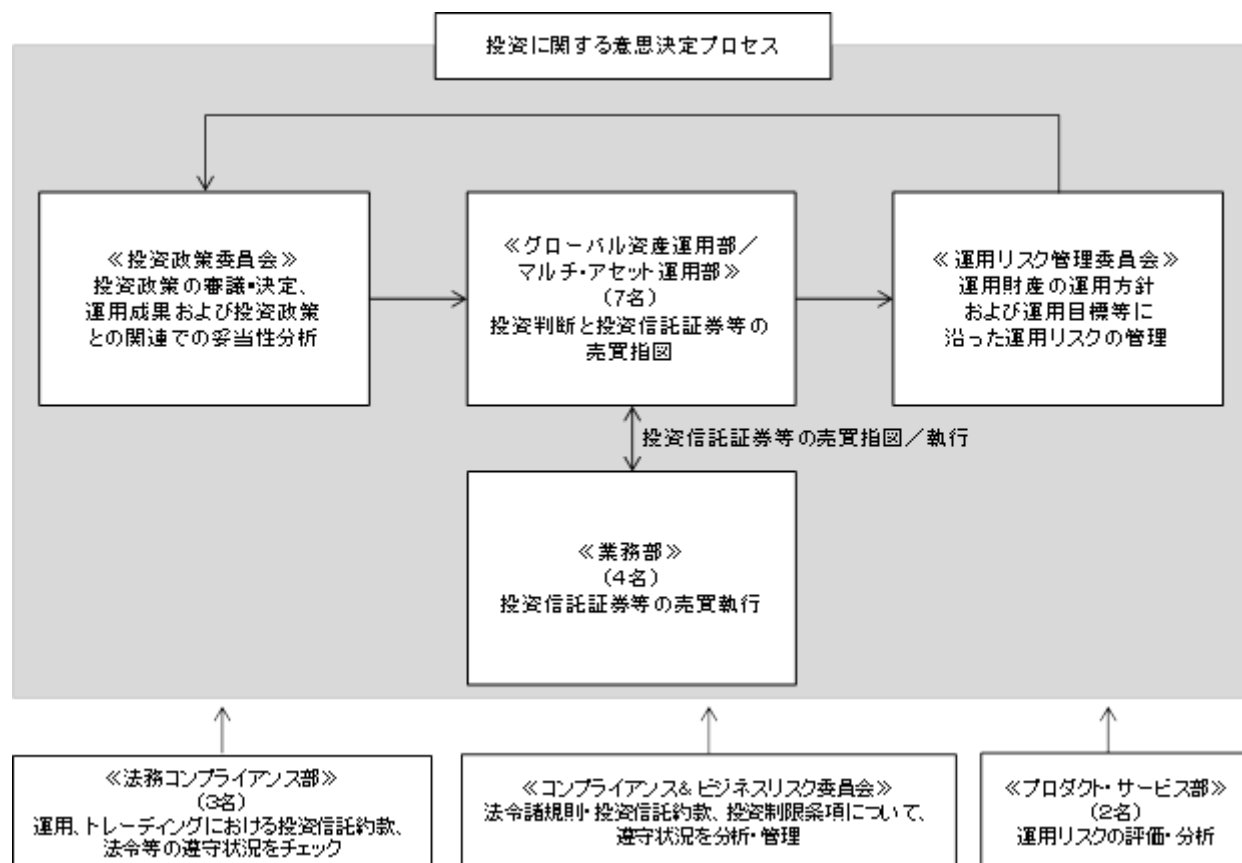 投資に関する意思決定プロセス
≪投資政策委員会≫
投資政策の審議・決定、
運用成果および投資政策
との関連での妥当性分析
≪グローバル資産運用部／
マルチ・アセット運用部≫
(7名)
投資判断と投資信託証券等の
売買指図
≪運用リスク管理委員会≫
運用財産の運用方針
および運用目標等に
沿った運用リスクの管理
投資信託証券等の売買指図／執行
≪業務部≫
(4名)
投資信託証券等の売買執行
≪法務コンプライアンス部≫
(3名)
運用、トレーディングにおける投資信託約款、
法令等の遵守状況をチェック
≪コンプライアンス&ビジネスリスク委員会≫
法令諸規則・投資信託約款、投資制限条項について、
遵守状況を分析・管理
≪プロダクト・サービス部≫
(2名)
運用リスクの評価・分析